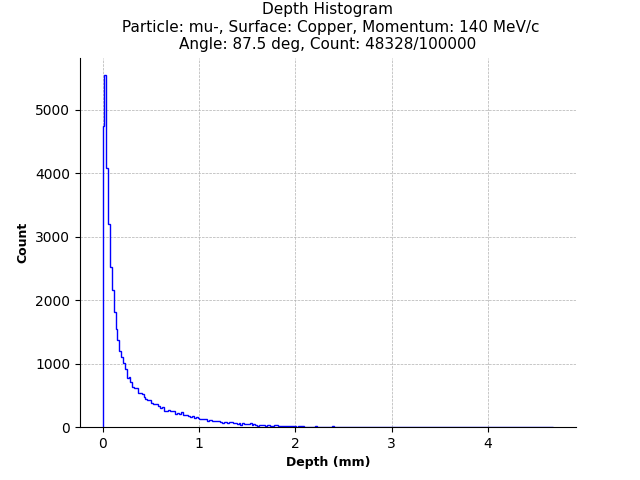 Depth Histogram
Particle: mu-, Surface: Copper, Momentum: 140 MeV/c
Angle: 87.5 deg, Count: 48328/100000
5000
4000
3000
2000
1000
0
Count
0 1 2 3 4
Depth (mm)